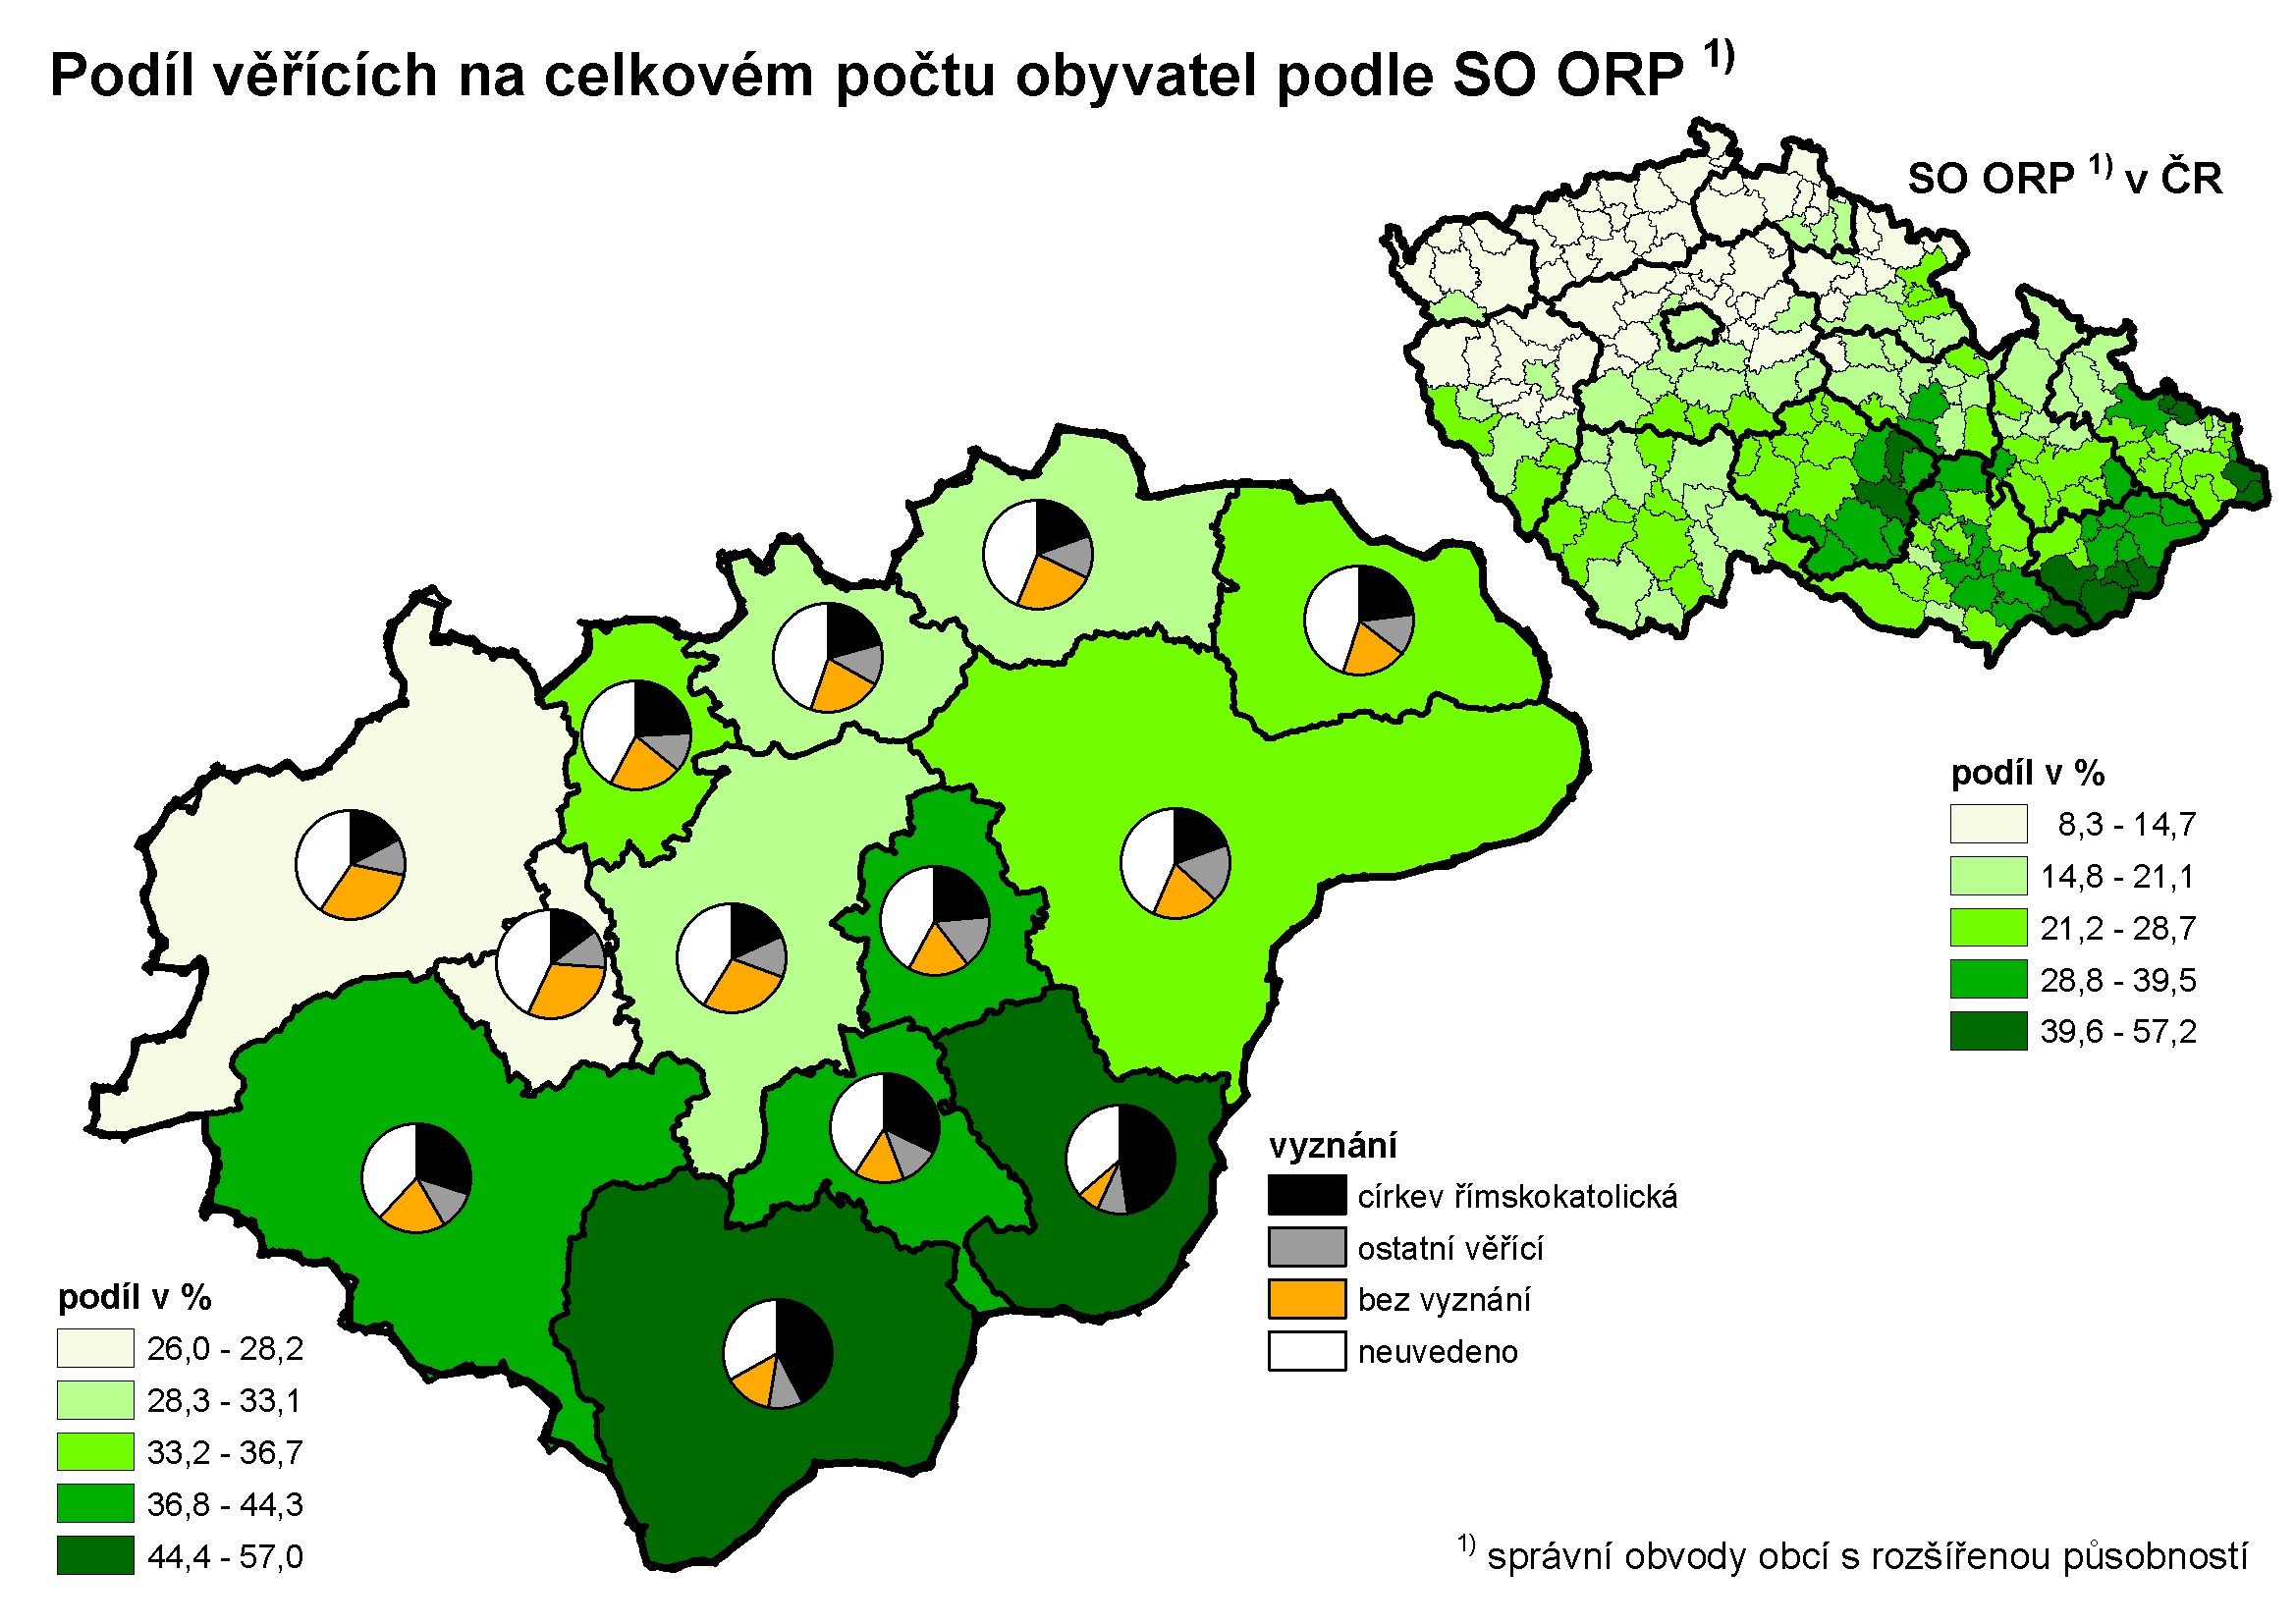 Podíl věřících na celkovém počtu obyvatel podle SO ORP 1)
SO ORP 1) v ČR
podíl v %
8,3 - 14,7
14,8 - 21,1
21,2 - 28,7
28,8 - 39,5
39,6 - 57,2
vyznání
církev římskokatolická
ostatní věřící
bez vyznání
neuvedeno
podíl v %
26,0 - 28,2
28,3 - 33,1
33,2 - 36,7
36,8 - 44,3
44,4 - 57,0
1) správní obvody obcí s rozšířenou působností